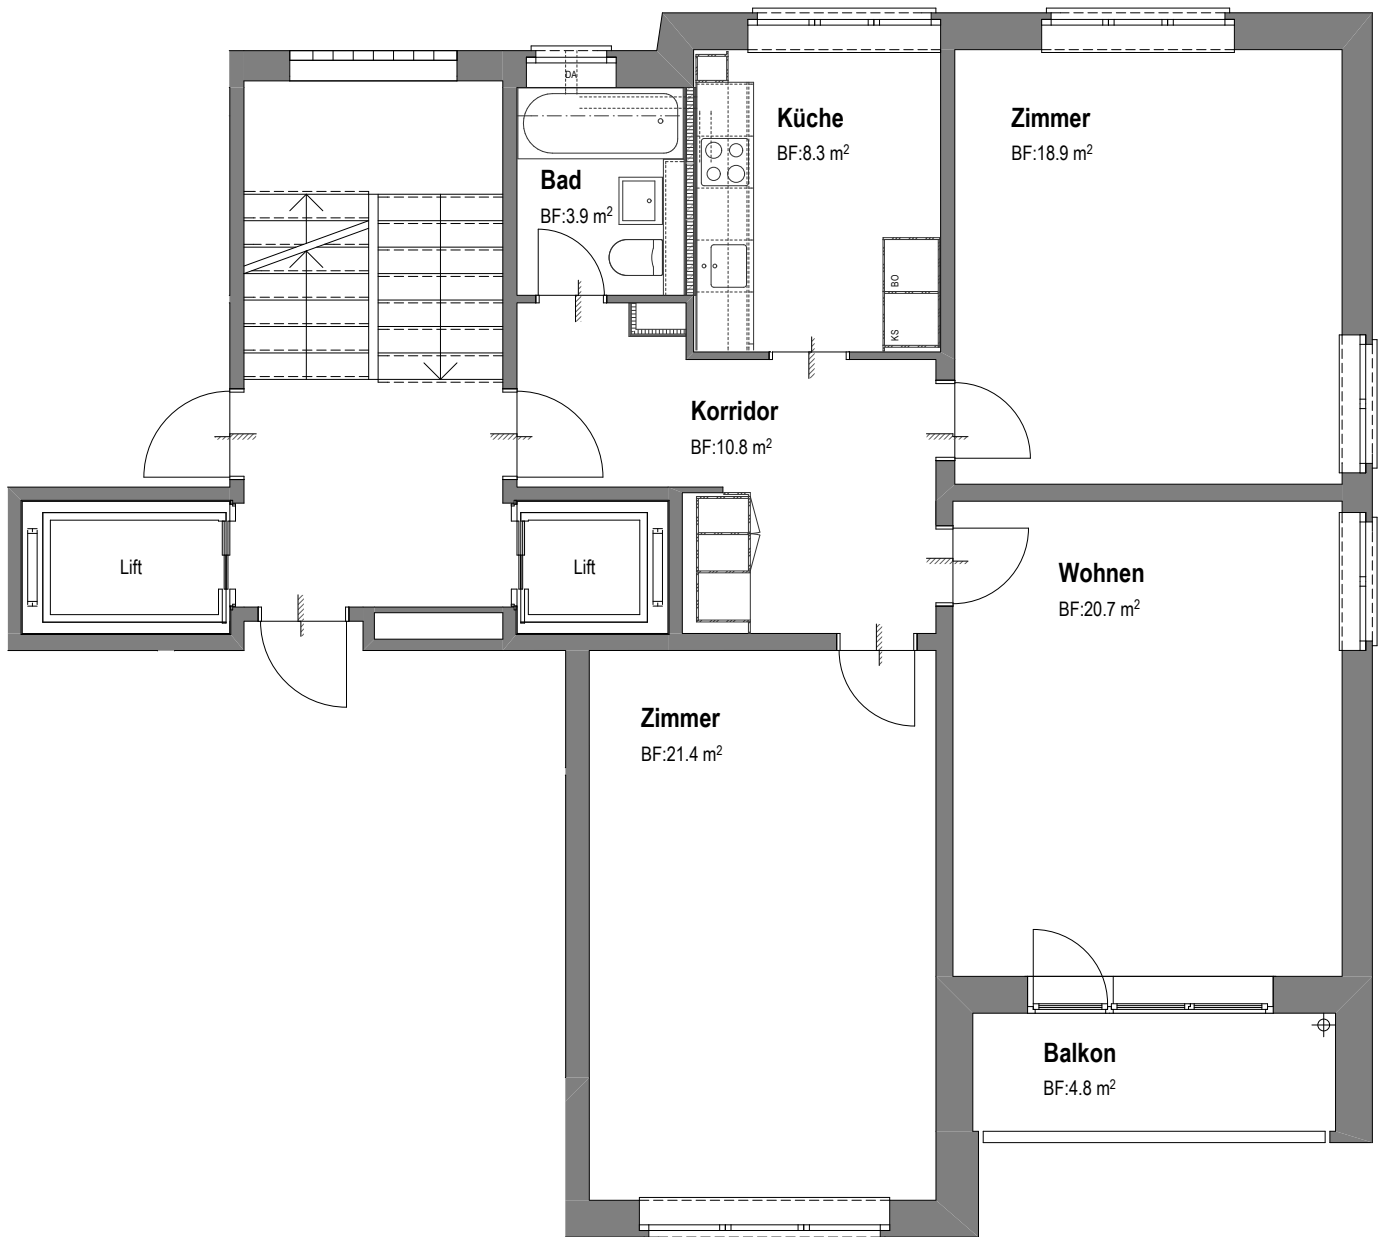 DA
Küche
BF:8.3 m²
Zimmer
BF:18.9 m²
Bad
BF:3.9 m²
BO
KS
Korridor
BF:10.8 m²
Lift
Lift
Wohnen
BF:20.7 m²
Zimmer
BF:21.4 m²
Balkon
BF:4.8 m²